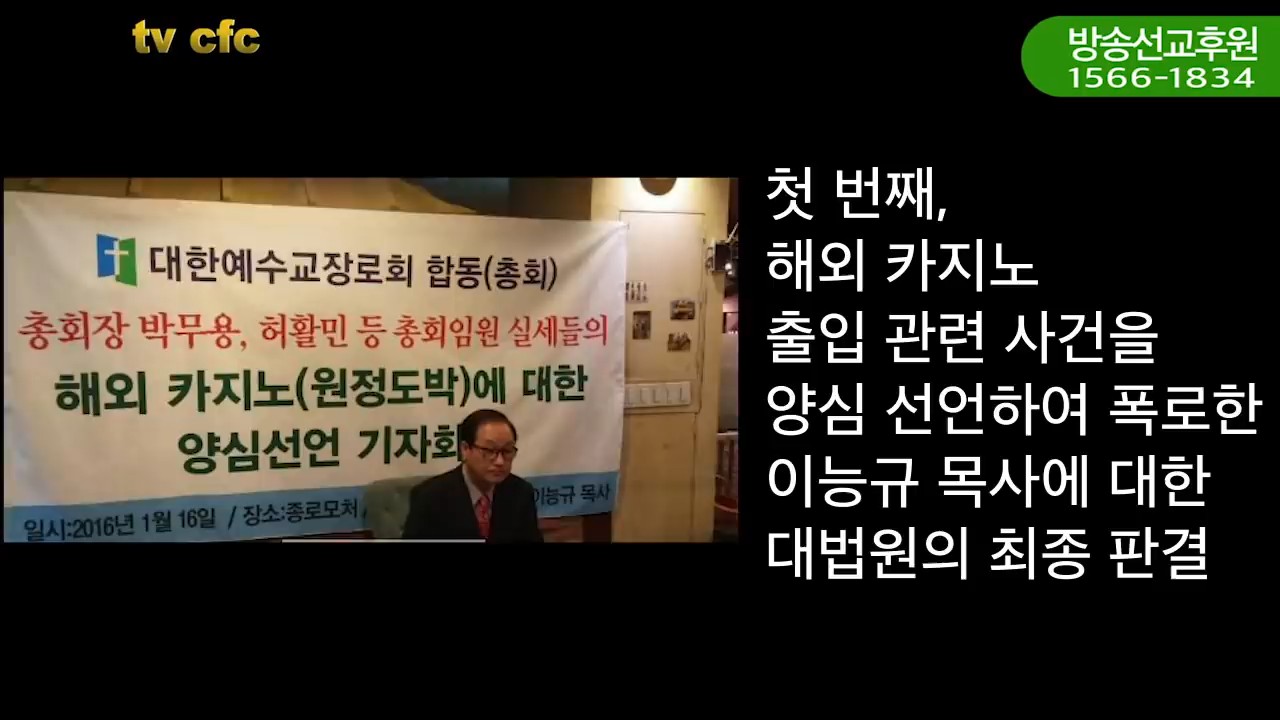 tv cfc
방송선교후원
1566-1834
대한예수교장로회 합동(총회)
총회장 박무용, 허활민 등 총회임원 실세들의
해외 카지노(원정도박)에 대한
양심선언 기자회
일시:2016년 1월 16일 / 장소:종로모처 이능규 목사
첫 번째,
해외 카지노
출입 관련 사건을
양심 선언하여 폭로한
이능규 목사에 대한
대법원의 최종 판결